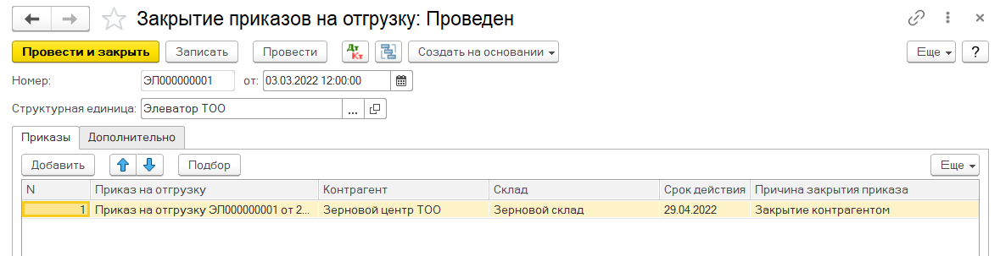 Закрытие приказов на отгрузку: Проведен
Провести и закрыть Записать Провести Дт Кт Создать на основании Еще ?
Номер: ЭЛ000000001 от: 03.03.2022 12:00:00
Структурная единица: Элеватор ТОО ...
Приказы Дополнительно
Добавить Подбор Еще
N Приказ на отгрузку Контрагент Склад Срок действия Причина закрытия приказа
1 Приказ на отгрузку ЭЛ000000001 от 2... Зерновой центр ТОО Зерновой склад 29.04.2022 Закрытие контрагентом